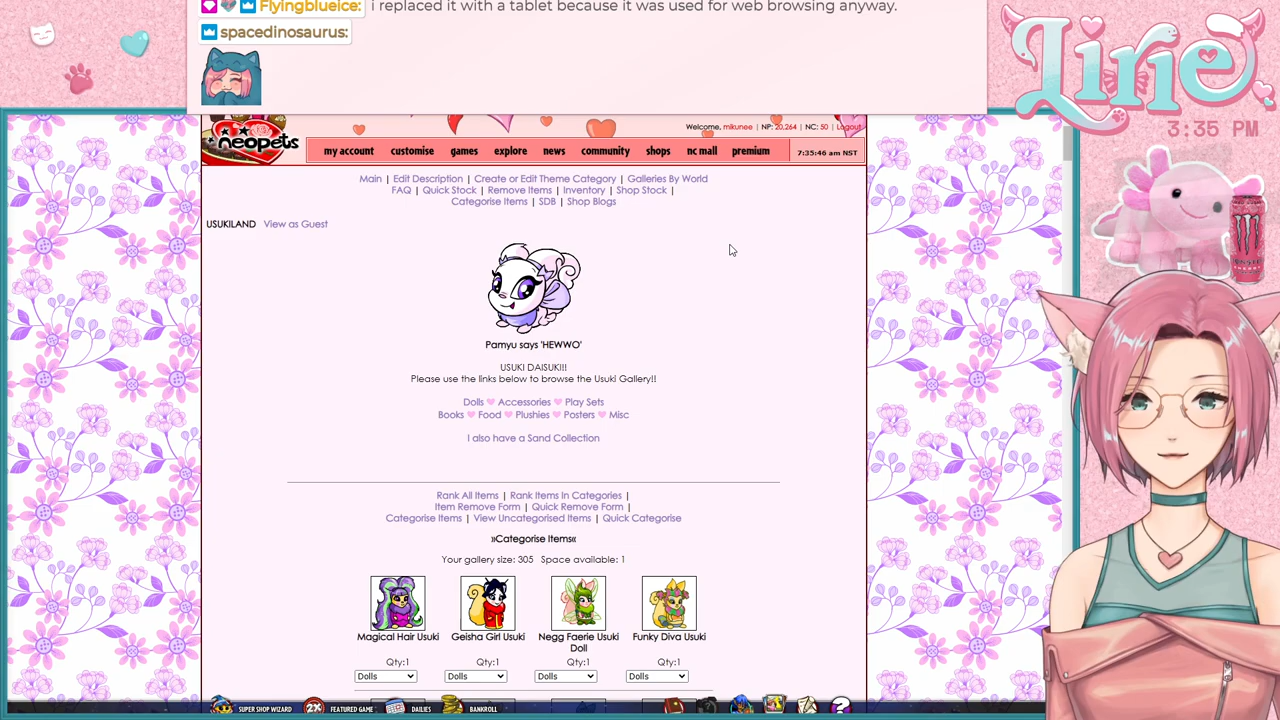 Flyingblueice: i replaced it with a tablet because it was used for web browsing anyway.
spacedinosaurus:
Lirie
3:35 PM
neopets
Welcome, mikunee | NP: 20,264 | NC: 50 | Logout
my account customise games explore news community shops nc mall premium 7:35:46 am NST
Main | Edit Description | Create or Edit Theme Category | Galleries By World
FAQ | Quick Stock | Remove Items | Inventory | Shop Stock |
Categorise Items | SDB | Shop Blogs
USUKILAND View as Guest
Pamyu says 'HEWWO'
USUKI DAISUKI!!!
Please use the links below to browse the Usuki Gallery!!
Dolls Accessories Play Sets
Books Food Plushies Posters Misc
I also have a Sand Collection
Rank All Items | Rank Items In Categories |
Item Remove Form | Quick Remove Form |
Categorise Items | View Uncategorised Items | Quick Categorise
»Categorise Items«
Your gallery size: 305 Space available: 1
Magical Hair Usuki Geisha Girl Usuki Negg Faerie Usuki Doll Funky Diva Usuki
Qty:1 Qty:1 Qty:1 Qty:1
Dolls Dolls Dolls Dolls
SUPER SHOP WIZARD 2X FEATURED GAME DAILIES BANKROLL ?